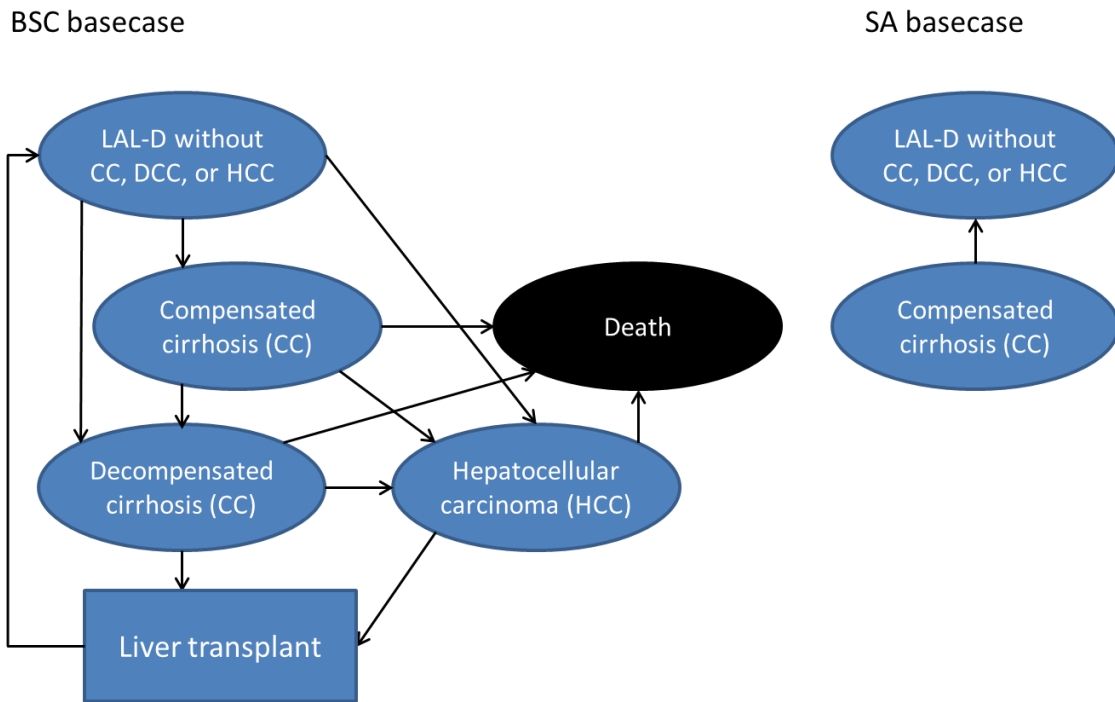 BSC basecase
SA basecase
LAL-D without
CC, DCC, or HCC
LAL-D without
CC, DCC, or HCC
Compensated
cirrhosis (CC)
Death
Compensated
cirrhosis (CC)
Decompensated
cirrhosis (CC)
Hepatocellular
carcinoma (HCC)
Liver transplant